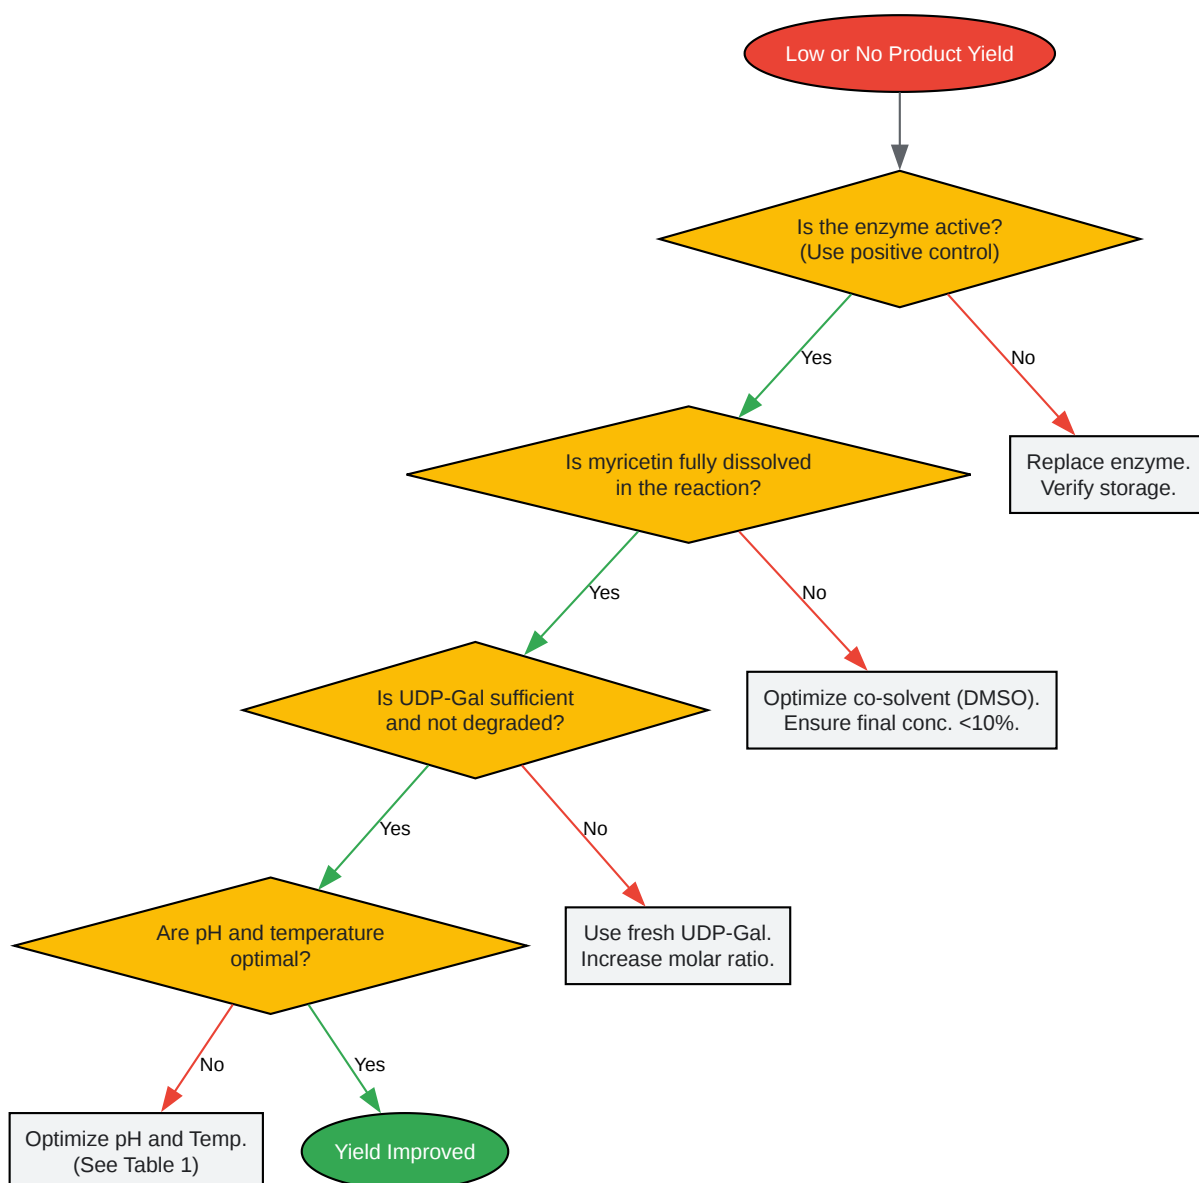 Low or No Product Yield
Is the enzyme active?
(Use positive control)
Yes
No
Is myricetin fully dissolved
in the reaction?
Replace enzyme.
Verify storage.
Yes
No
Is UDP-Gal sufficient
and not degraded?
Optimize co-solvent (DMSO).
Ensure final conc. <10%.
Yes
No
Are pH and temperature
optimal?
Use fresh UDP-Gal.
Increase molar ratio.
No
Yes
Optimize pH and Temp.
(See Table 1)
Yield Improved